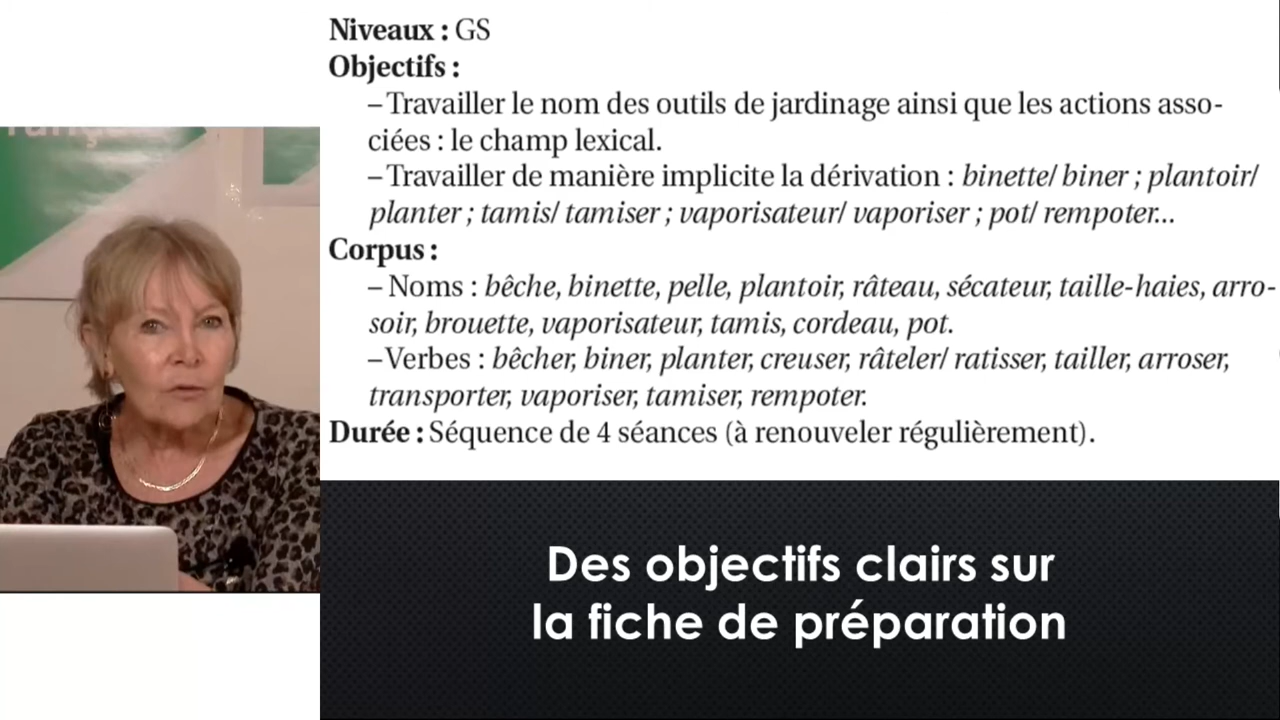 Niveaux : GS
Objectifs :
– Travailler le nom des outils de jardinage ainsi que les actions asso-
ciées : le champ lexical.
– Travailler de manière implicite la dérivation : binette/ biner ; plantoir/
planter ; tamis/ tamiser ; vaporisateur/ vaporiser ; pot/ rempoter...
Corpus :
– Noms : bêche, binette, pelle, plantoir, râteau, sécateur, taille-haies, arro-
soir, brouette, vaporisateur, tamis, cordeau, pot.
– Verbes : bêcher, biner, planter, creuser, râteler/ ratisser, tailler, arroser,
transporter, vaporiser, tamiser, rempoter.
Durée : Séquence de 4 séances (à renouveler régulièrement).
Des objectifs clairs sur
la fiche de préparation